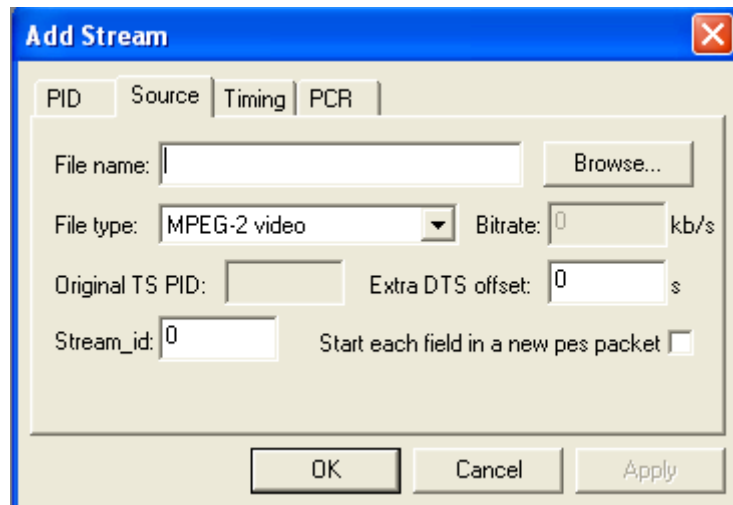 Add Stream
PID Source Timing PCR
File name: Browse...
File type: MPEG-2 video Bitrate: 0 kb/s
Original TS PID: Extra DTS offset: 0 s
Stream_id: 0 Start each field in a new pes packet
OK Cancel Apply